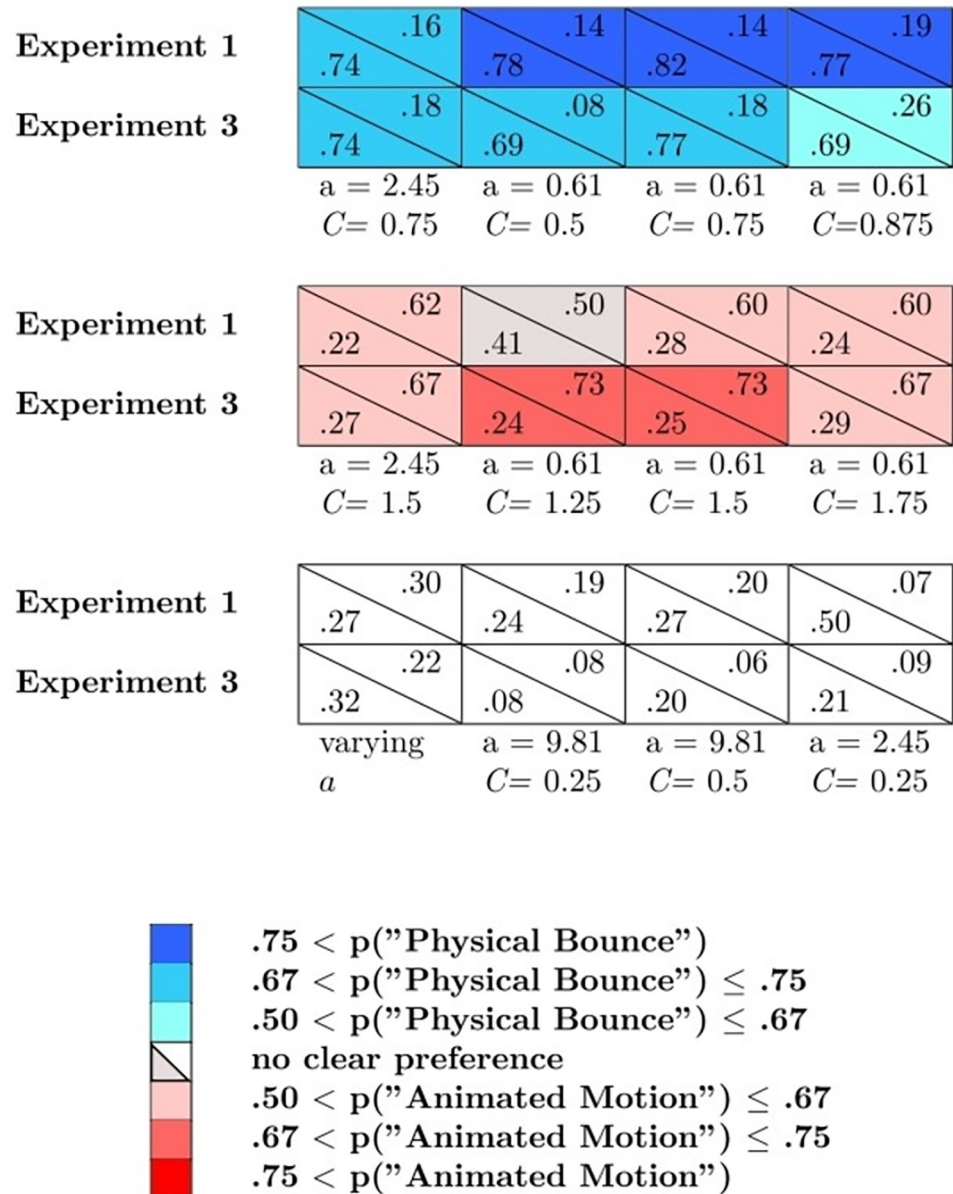 Experiment 1 .16 .14 .14 .19
.74 .78 .82 .77
Experiment 3 .18 .08 .18 .26
.74 .69 .77 .69
a = 2.45 a = 0.61 a = 0.61 a = 0.61
C= 0.75 C= 0.5 C= 0.75 C=0.875
Experiment 1 .62 .50 .60 .60
.22 .41 .28 .24
Experiment 3 .67 .73 .73 .67
.27 .24 .25 .29
a = 2.45 a = 0.61 a = 0.61 a = 0.61
C= 1.5 C= 1.25 C= 1.5 C= 1.75
Experiment 1 .30 .19 .20 .07
.27 .24 .27 .50
Experiment 3 .22 .08 .06 .09
.32 .08 .20 .21
varying a = 9.81 a = 9.81 a = 2.45
a C= 0.25 C= 0.5 C= 0.25
.75 < p(”Physical Bounce”)
.67 < p(”Physical Bounce”) ≤ .75
.50 < p(”Physical Bounce”) ≤ .67
no clear preference
.50 < p(”Animated Motion”) ≤ .67
.67 < p(”Animated Motion”) ≤ .75
.75 < p(”Animated Motion”)